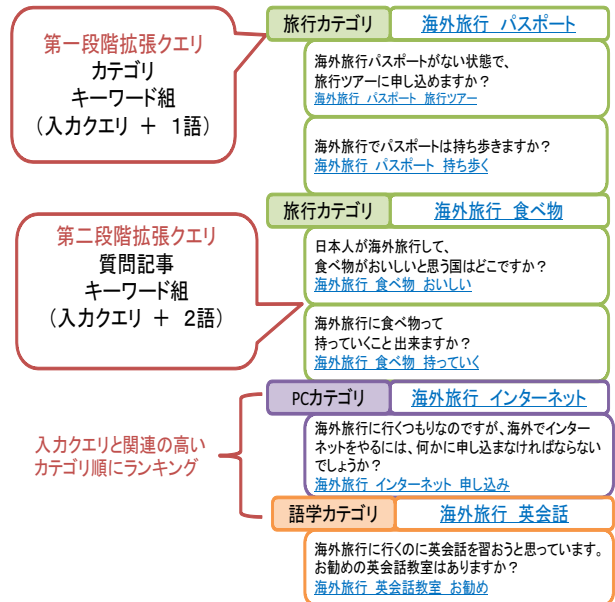 第一段階拡張クエリ
カテゴリ
キーワード組
(入力クエリ + 1語)
旅行カテゴリ
海外旅行 パスポート
海外旅行パスポートがない状態で、
旅行ツアーに申し込めますか?
海外旅行 パスポート 旅行ツアー
海外旅行でパスポートは持ち歩きますか?
海外旅行 パスポート 持ち歩く
第二段階拡張クエリ
質問記事
キーワード組
(入力クエリ + 2語)
旅行カテゴリ
海外旅行 食べ物
日本人が海外旅行して、
食べ物がおいしいと思う国はどこですか?
海外旅行 食べ物 おいしい
海外旅行に食べ物って
持っていくこと出来ますか?
海外旅行 食べ物 持っていく
入力クエリと関連の高い
カテゴリ順にランキング
PCカテゴリ
海外旅行 インターネット
海外旅行に行くつもりなのですが、海外でインター
ネットをやるには、何かに申し込まなければならない
でしょうか?
海外旅行 インターネット 申し込み
語学カテゴリ
海外旅行 英会話
海外旅行に行くのに英会話を習おうと思っています。
お勧めの英会話教室はありますか?
海外旅行 英会話教室 お勧め